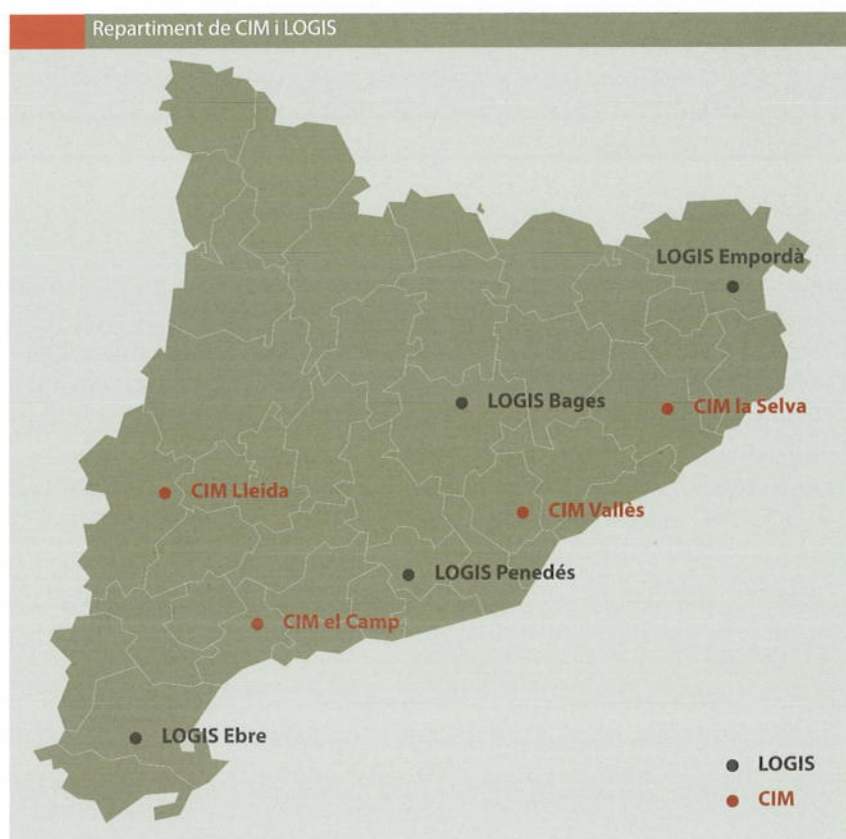 Repartiment de CIM i LOGIS
LOGIS Empordà
LOGIS Bages
CIM la Selva
CIM Lleida
CIM Vallès
LOGIS Penedés
CIM el Camp
LOGIS Ebre
LOGIS
CIM